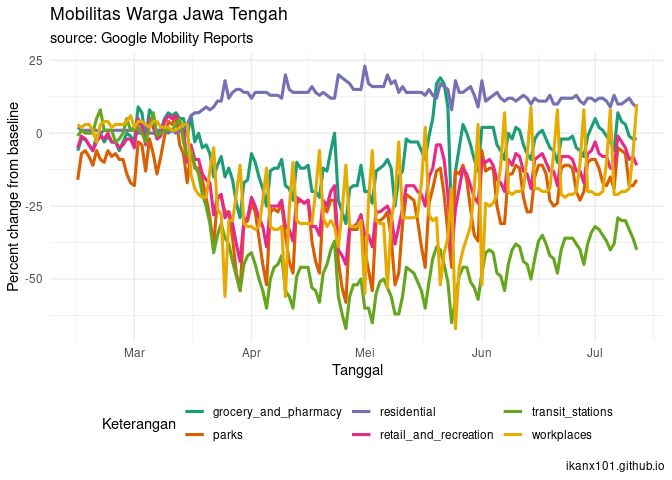 Mobilitas Warga Jawa Tengah
source: Google Mobility Reports
Percent change from baseline
25
0
-25
-50
Mar
Apr
Mei
Jun
Jul
Tanggal
Keterangan
grocery_and_pharmacy
residential
transit_stations
parks
retail_and_recreation
workplaces
ikanx101.github.io